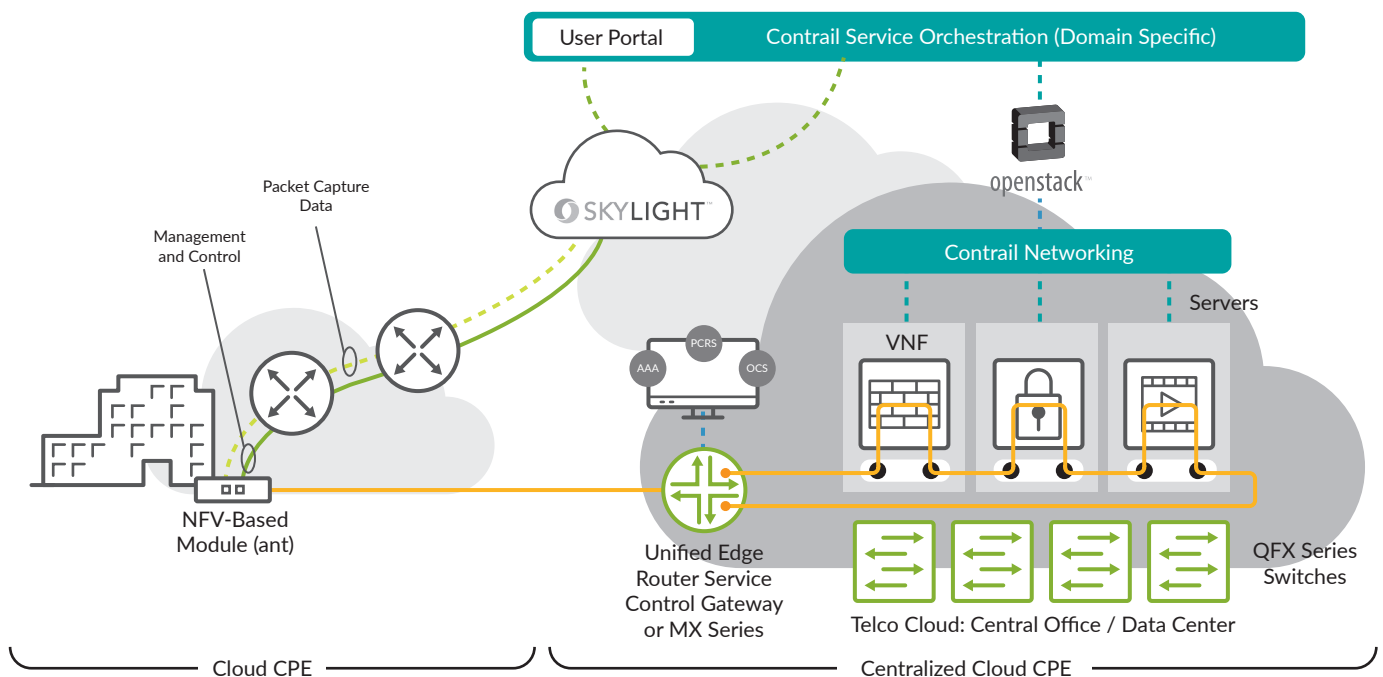 User Portal
Contrail Service Orchestration (Domain Specific)
openstack™
Packet Capture
Data
SKYLIGHT™
Management
and Control
Contrail Networking
Servers
VNF
PCRS
AAA
OCS
NFV-Based
Module (ant)
Unified Edge
Router Service
Control Gateway
or MX Series
QFX Series
Switches
Telco Cloud: Central Office / Data Center
Cloud CPE
Centralized Cloud CPE